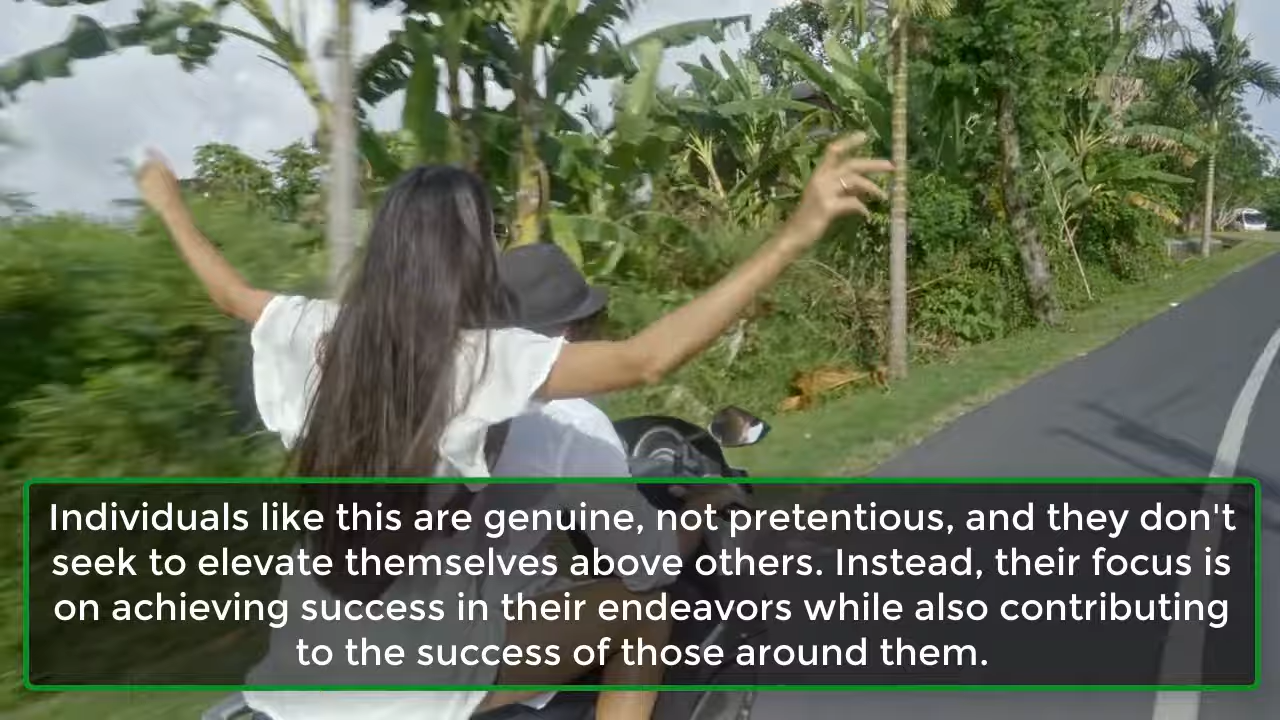 Individuals like this are genuine, not pretentious, and they don't
seek to elevate themselves above others. Instead, their focus is
on achieving success in their endeavors while also contributing
to the success of those around them.